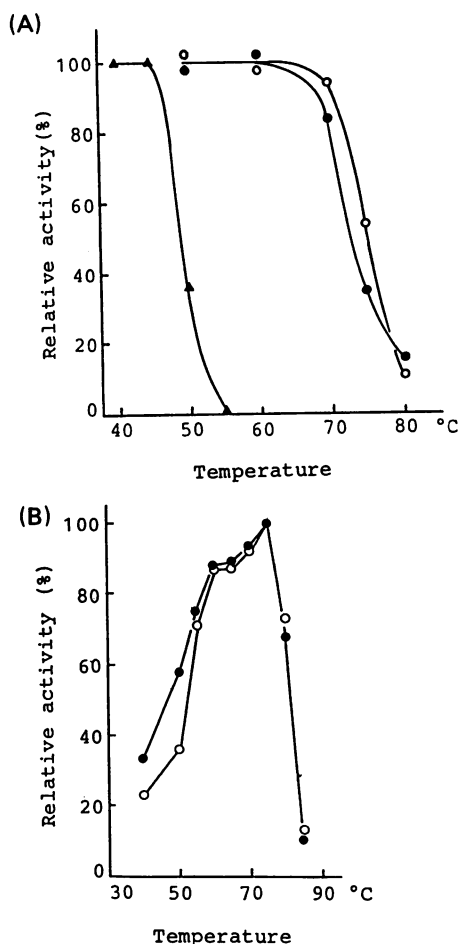 (A)
Relative activity(%)
100
80
60
40
20
0
40 50 60 70 80 °C
Temperature
(B)
Relative activity (%)
100
80
60
40
20
0
30 50 70 90 °C
Temperature